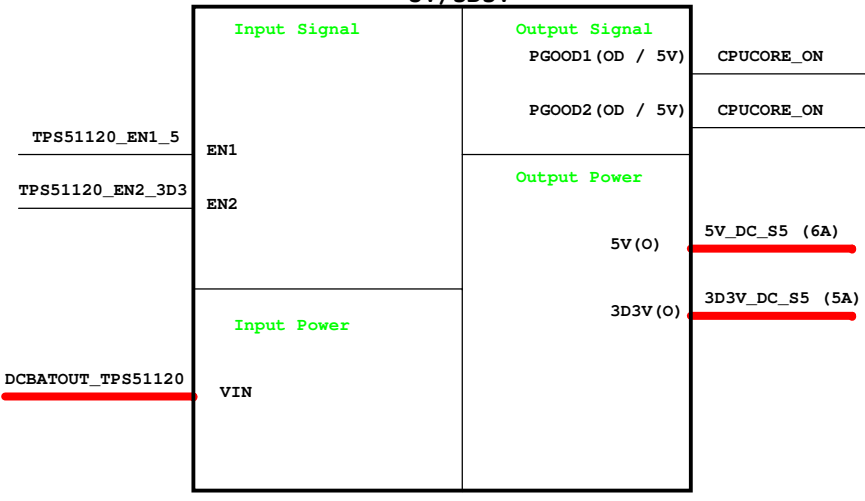 Input Signal
Output Signal
PGOOD1(OD / 5V)
CPUCORE_ON
PGOOD2(OD / 5V)
CPUCORE_ON
TPS51120_EN1_5
EN1
TPS51120_EN2_3D3
EN2
Output Power
5V(O)
5V_DC_S5 (6A)
3D3V(O)
3D3V_DC_S5 (5A)
Input Power
DCBATOUT_TPS51120
VIN